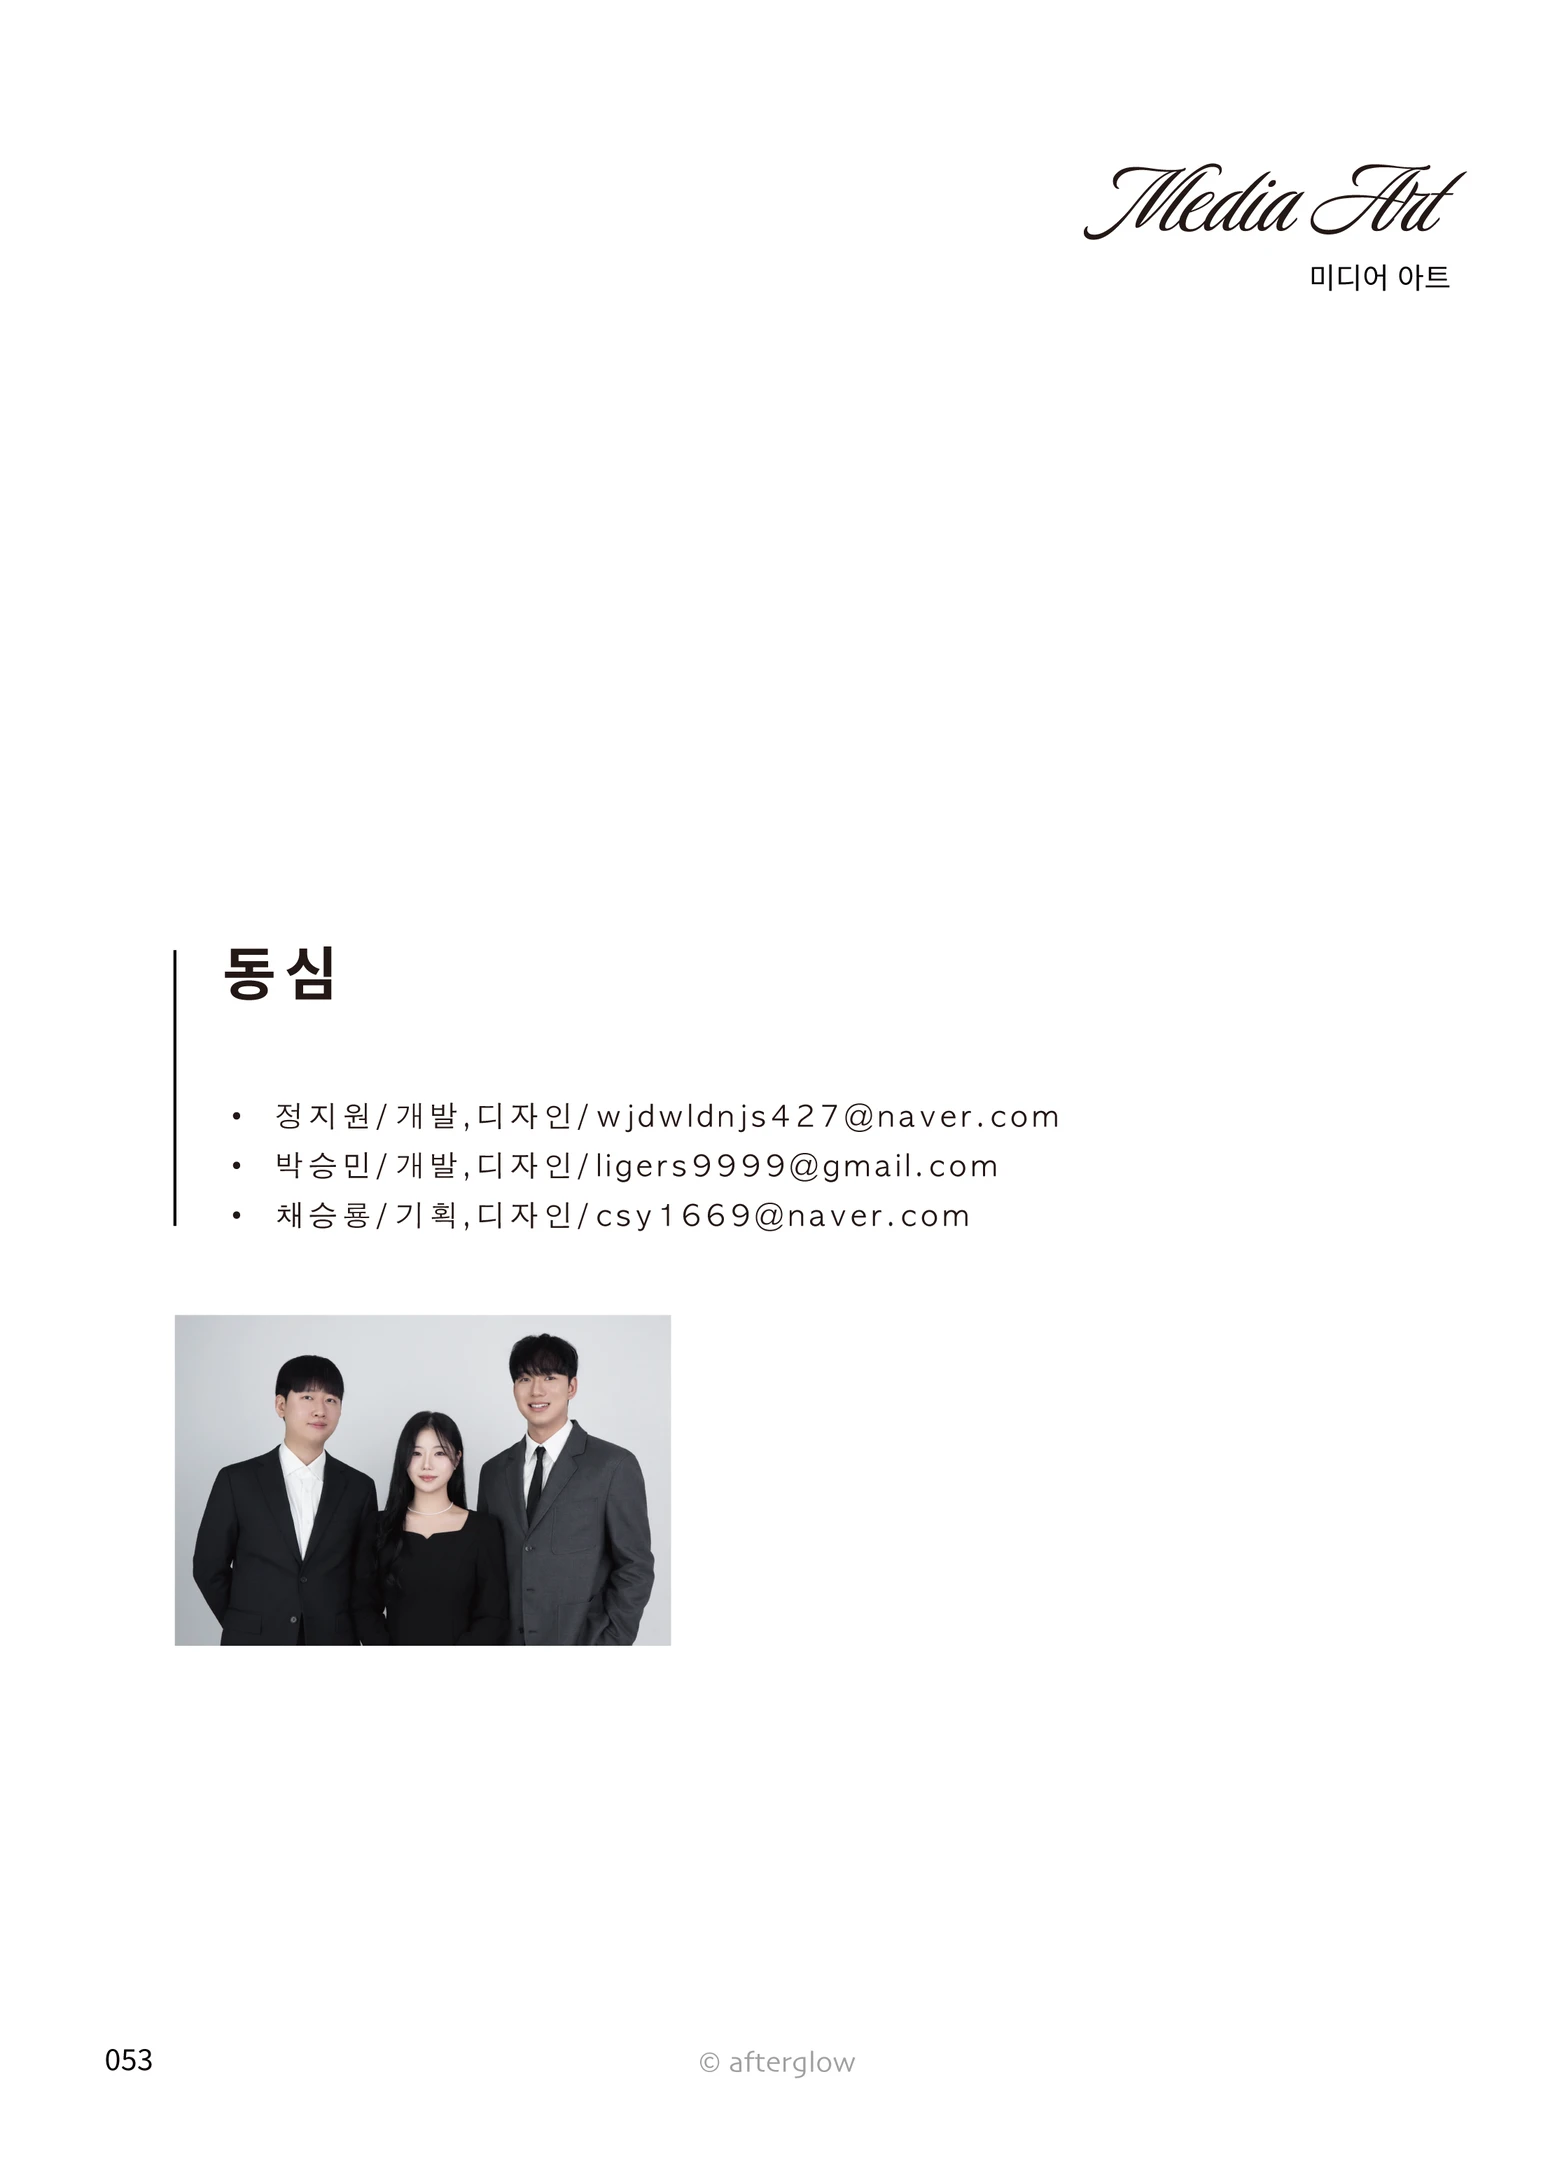 Media Art
미디어 아트
동심
• 정지원/개발,디자인/wjdwldnjs427@naver.com
• 박승민/개발,디자인/ligers9999@gmail.com
• 채승룡/기획,디자인/csy1669@naver.com
053
© afterglow